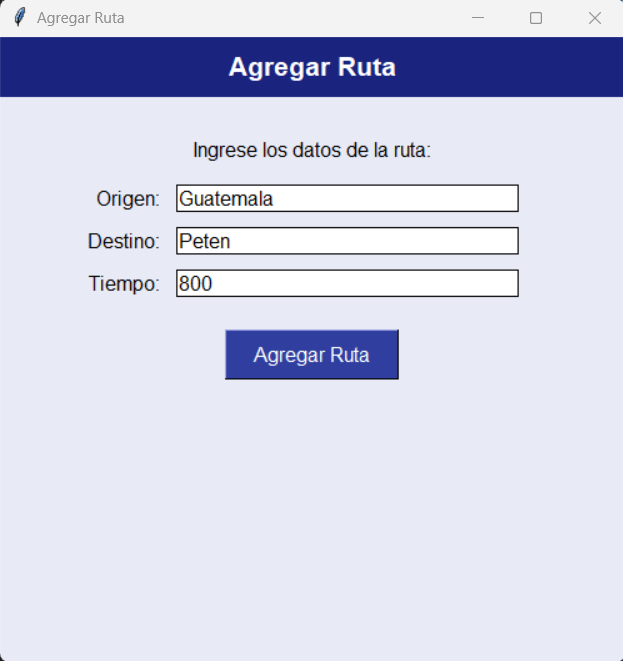 Agregar Ruta
Agregar Ruta
Ingrese los datos de la ruta:
Origen: Guatemala
Destino: Peten
Tiempo: 800
Agregar Ruta